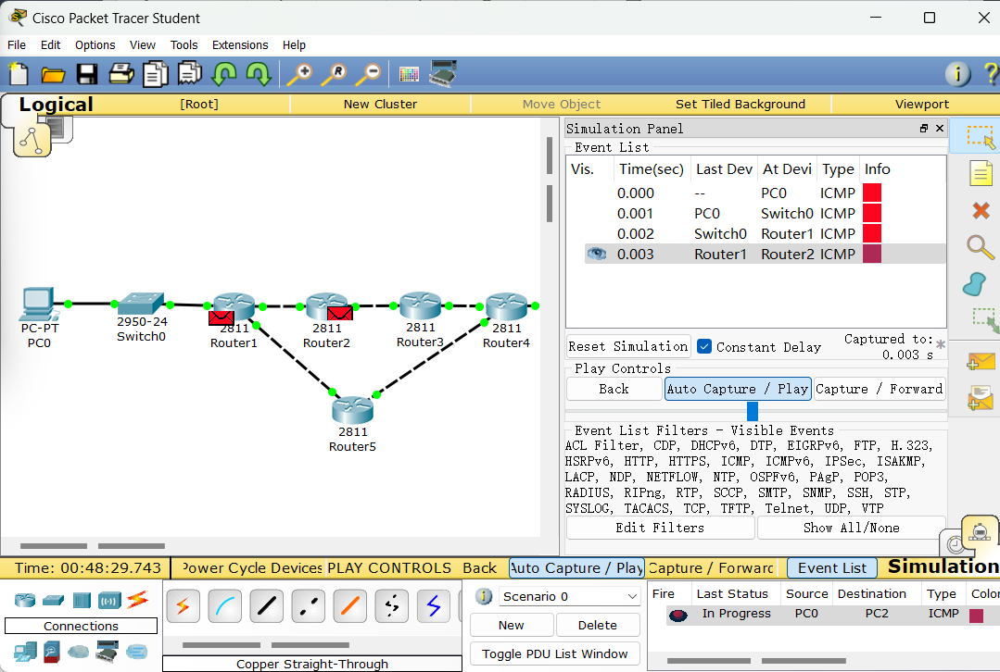 Cisco Packet Tracer Student
File Edit Options View Tools Extensions Help
Logical [Root] New Cluster Move Object Set Tiled Background Viewport
Simulation Panel
Event List
Vis. Time(sec) Last Dev At Devi Type Info
0.000 -- PC0 ICMP
0.001 PC0 Switch0 ICMP
0.002 Switch0 Router1 ICMP
0.003 Router1 Router2 ICMP
PC-PT
PC0
2950-24
Switch0
2811
Router1
2811
Router2
2811
Router3
2811
Router4
2811
Router5
Reset Simulation Constant Delay Captured to: *
0.003 s
Play Controls
Back Auto Capture / Play Capture / Forward
Event List Filters - Visible Events
ACL Filter, CDP, DHCPv6, DTP, EIGRPv6, FTP, H.323,
HSRPv6, HTTP, HTTPS, ICMP, ICMPv6, IPSec, ISAKMP,
LACP, NDP, NETFLOW, NTP, OSPFv6, PAgP, POP3,
RADIUS, RIPng, RTP, SCCP, SMTP, SNMP, SSH, STP,
SYSLOG, TACACS, TCP, TFTP, Telnet, UDP, VTP
Edit Filters Show All/None
Time: 00:48:29.743 Power Cycle Devices PLAY CONTROLS Back Auto Capture / Play Capture / Forward Event List Simulation
Connections
Copper Straight-Through
Scenario 0
New Delete
Toggle PDU List Window
Fire Last Status Source Destination Type Color
In Progress PC0 PC2 ICMP